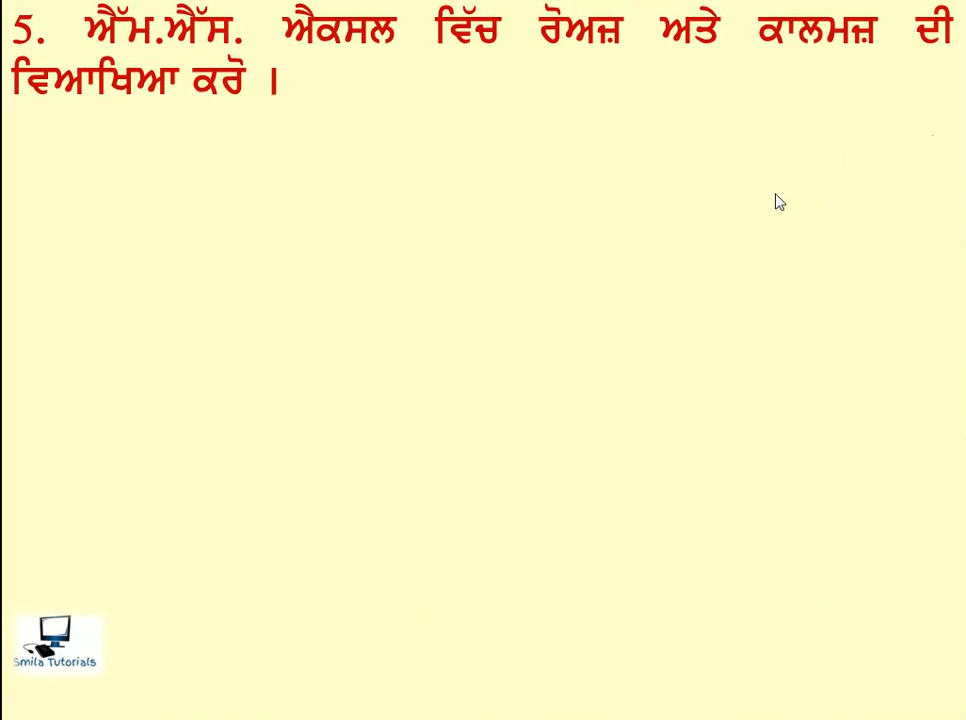 5. ਐੱਮ.ਐੱਸ. ਐਕਸਲ ਵਿੱਚ ਰੋਅਜ਼ ਅਤੇ ਕਾਲਮਜ਼ ਦੀ
ਵਿਆਖਿਆ ਕਰੋ ।
Smila Tutorials